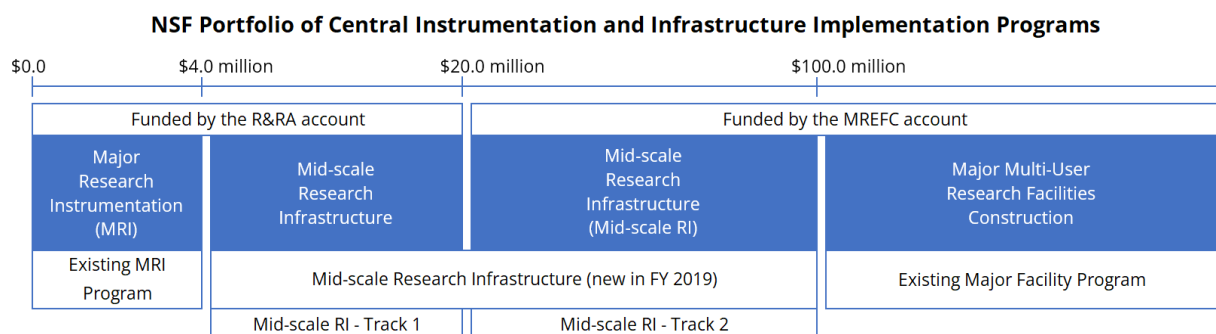 NSF Portfolio of Central Instrumentation and Infrastructure Implementation Programs
$0.0
$4.0 million
$20.0 million
$100.0 million
Funded by the R&RA account
Funded by the MREFC account
Major
Research
Instrumentation
(MRI)
Mid-scale
Research
Infrastructure
Mid-scale
Research
Infrastructure
(Mid-scale RI)
Major Multi-User
Research Facilities
Construction
Existing MRI
Program
Mid-scale Research Infrastructure (new in FY 2019)
Existing Major Facility Program
Mid-scale RI - Track 1
Mid-scale RI - Track 2